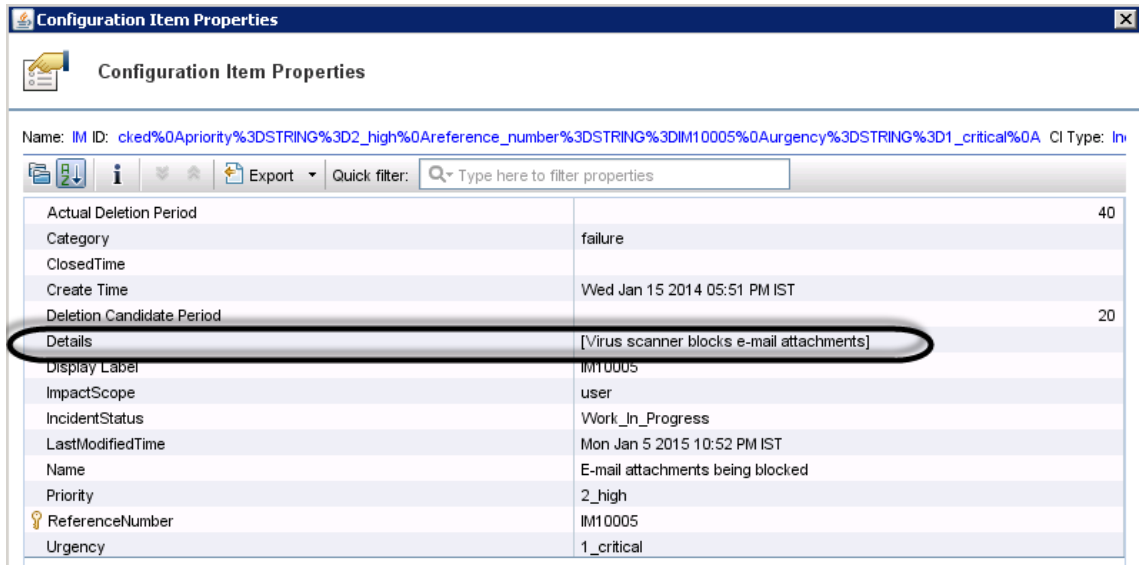 Configuration Item Properties
Configuration Item Properties
Name: IM ID: cked%0Apriority%3DSTRING%3D2_high%0Areference_number%3DSTRING%3DIM10005%0Aurgency%3DSTRING%3D1_critical%0A CI Type: In
Export Quick filter: Type here to filter properties
Actual Deletion Period 40
Category failure
ClosedTime
Create Time Wed Jan 15 2014 05:51 PM IST
Deletion Candidate Period 20
Details [Virus scanner blocks e-mail attachments]
Display Label IM10005
ImpactScope user
IncidentStatus Work_In_Progress
LastModifiedTime Mon Jan 5 2015 10:52 PM IST
Name E-mail attachments being blocked
Priority 2_high
ReferenceNumber IM10005
Urgency 1_critical